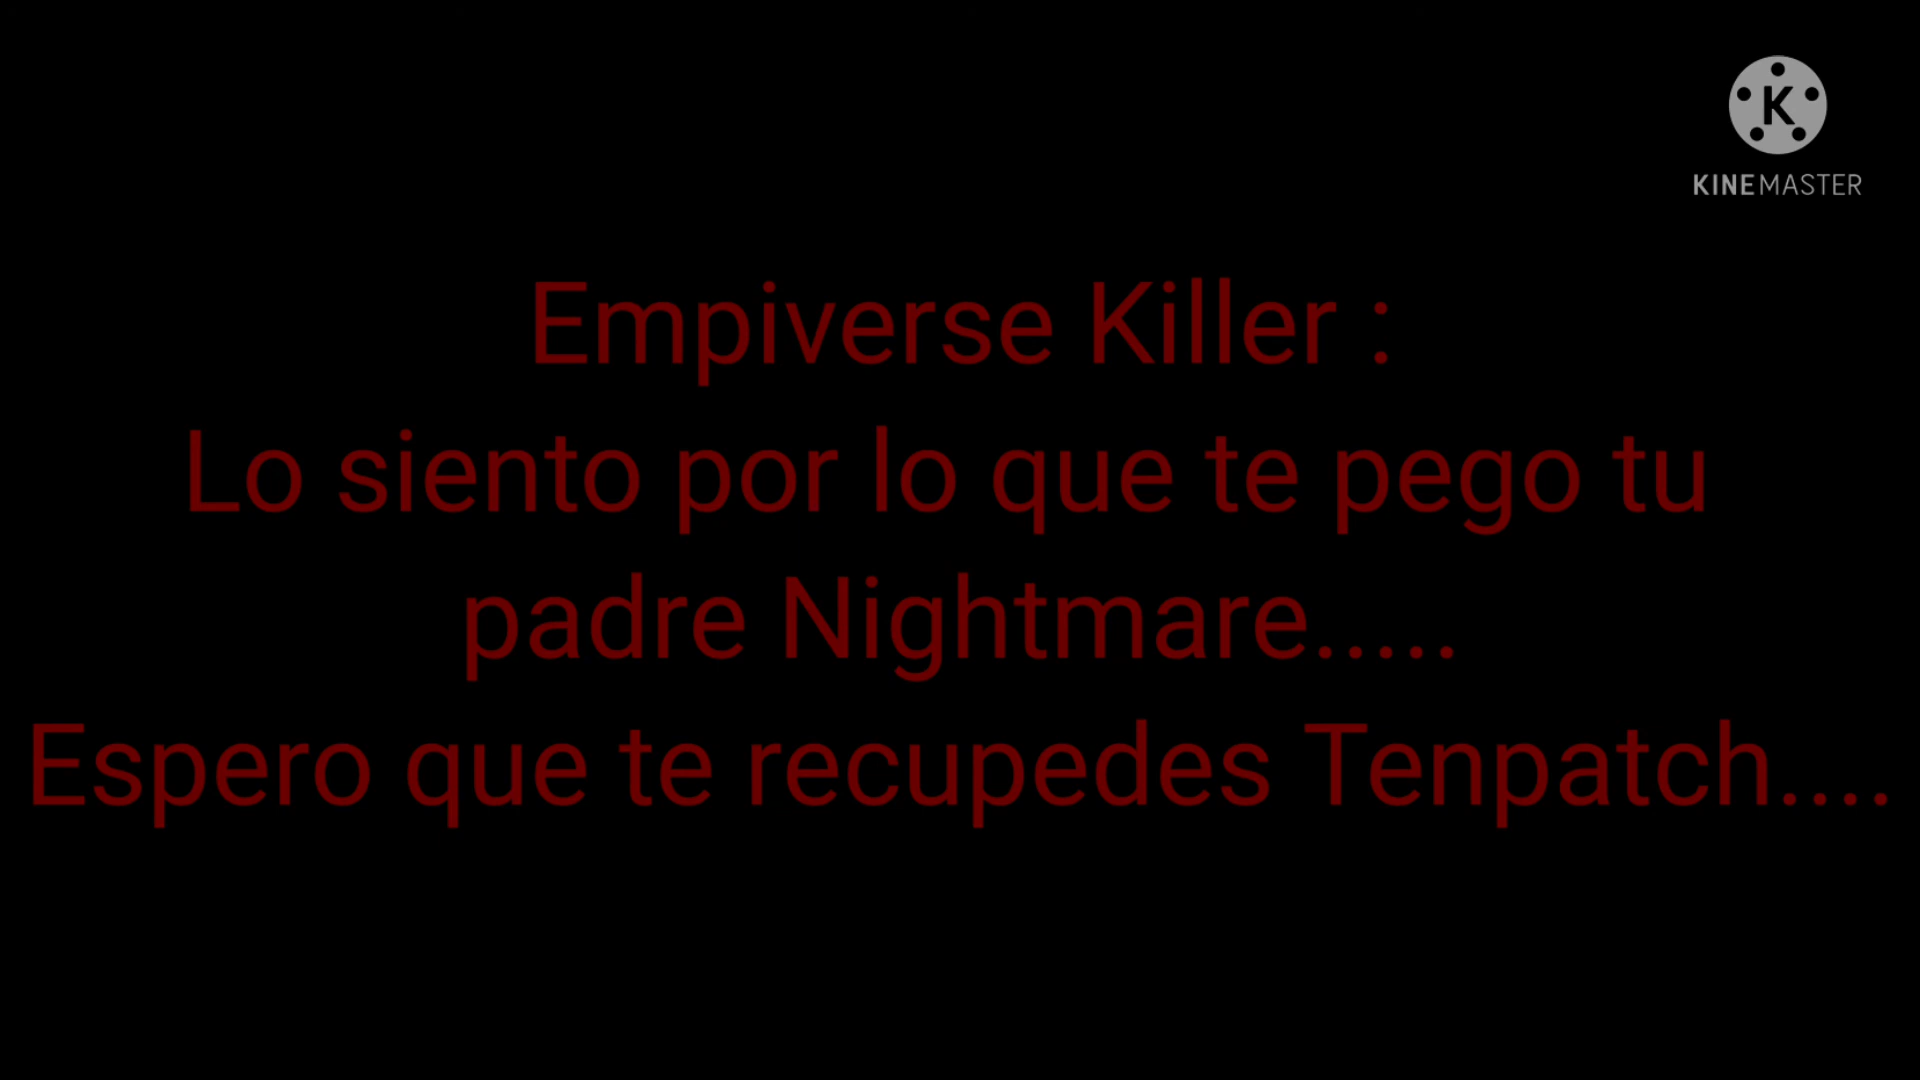 KINEMASTER
Empiverse Killer :
Lo siento por lo que te pego tu
padre Nightmare.....
Espero que te recupedes Tenpatch....